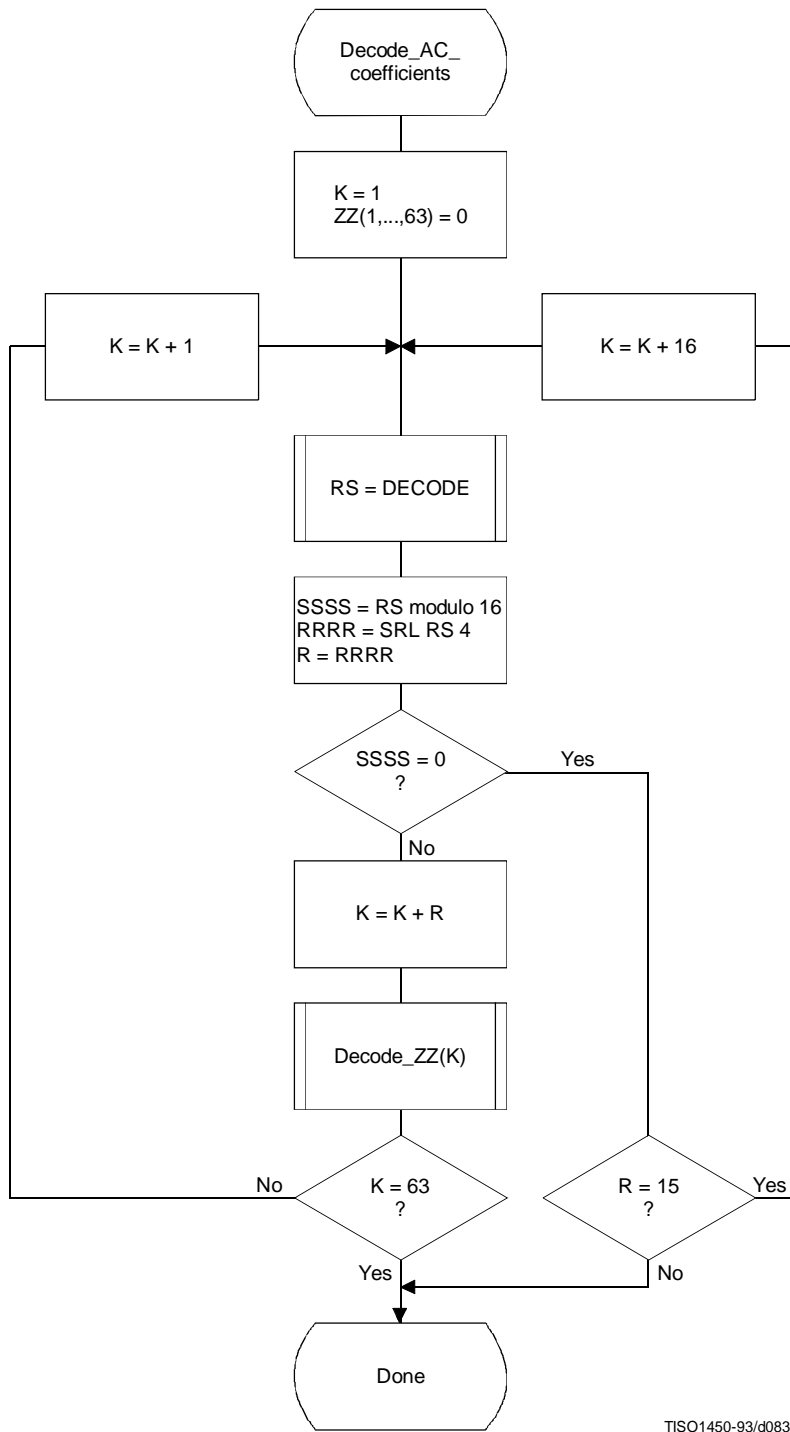 Decode_AC_
coefficients
K = 1
ZZ(1,...,63) = 0
K = K + 1
K = K + 16
RS = DECODE
SSSS = RS modulo 16
RRRR = SRL RS 4
R = RRRR
SSSS = 0
?
Yes
No
K = K + R
Decode_ZZ(K)
No
K = 63
?
R = 15
?
Yes
Yes
No
Done
TISO1450-93/d083